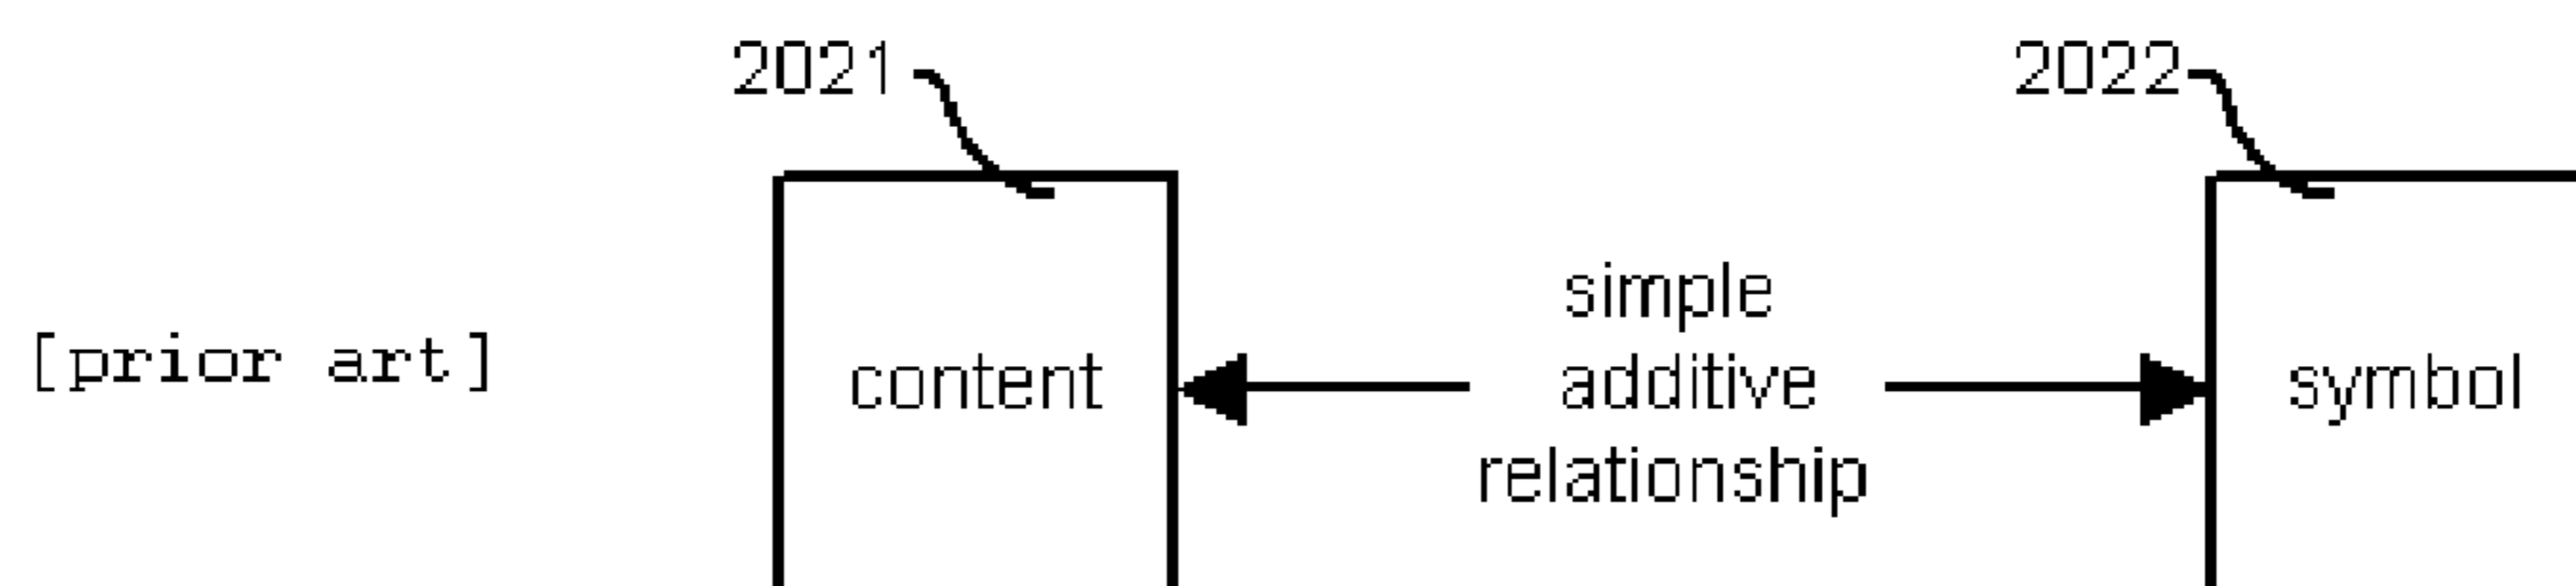 2021
2022
[prior art]
content
simple
additive
relationship
symbol